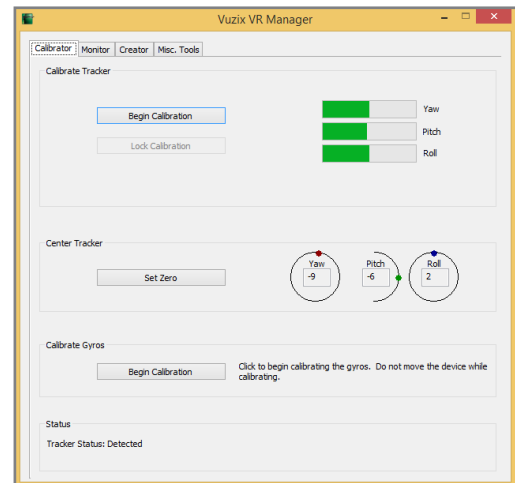 Vuzix VR Manager
Calibrator Monitor Creator Misc. Tools
Calibrate Tracker
Begin Calibration
Lock Calibration
Yaw
Pitch
Roll
Center Tracker
Set Zero
Yaw Pitch Roll
-9 -6 2
Calibrate Gyros
Begin Calibration
Click to begin calibrating the gyros. Do not move the device while
calibrating.
Status
Tracker Status: Detected